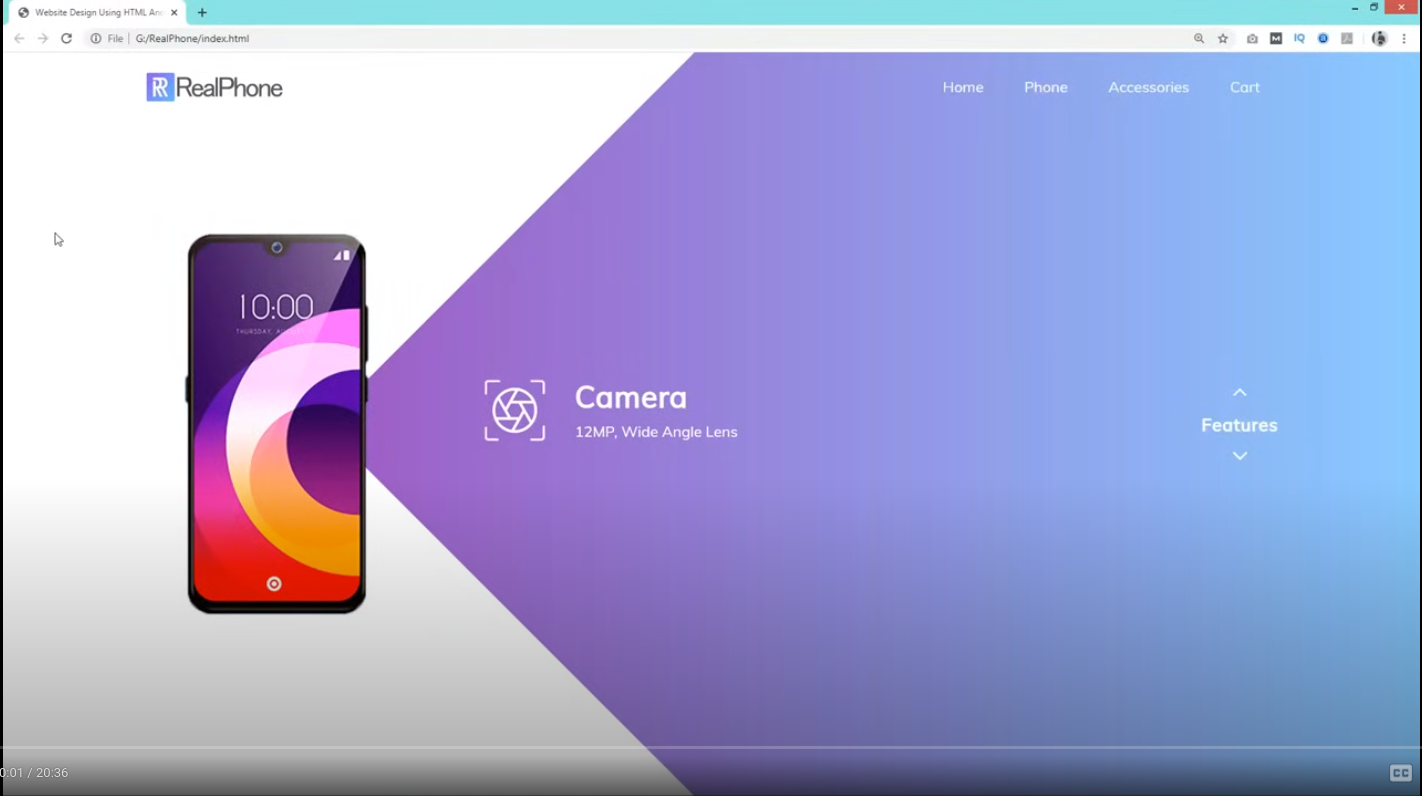 Website Design Using HTML An
File G:/RealPhone/index.html
M IQ
RealPhone
Home Phone Accessories Cart
10:00
THURSDAY,
Camera
12MP, Wide Angle Lens
Features
0:01 / 20:36
CC